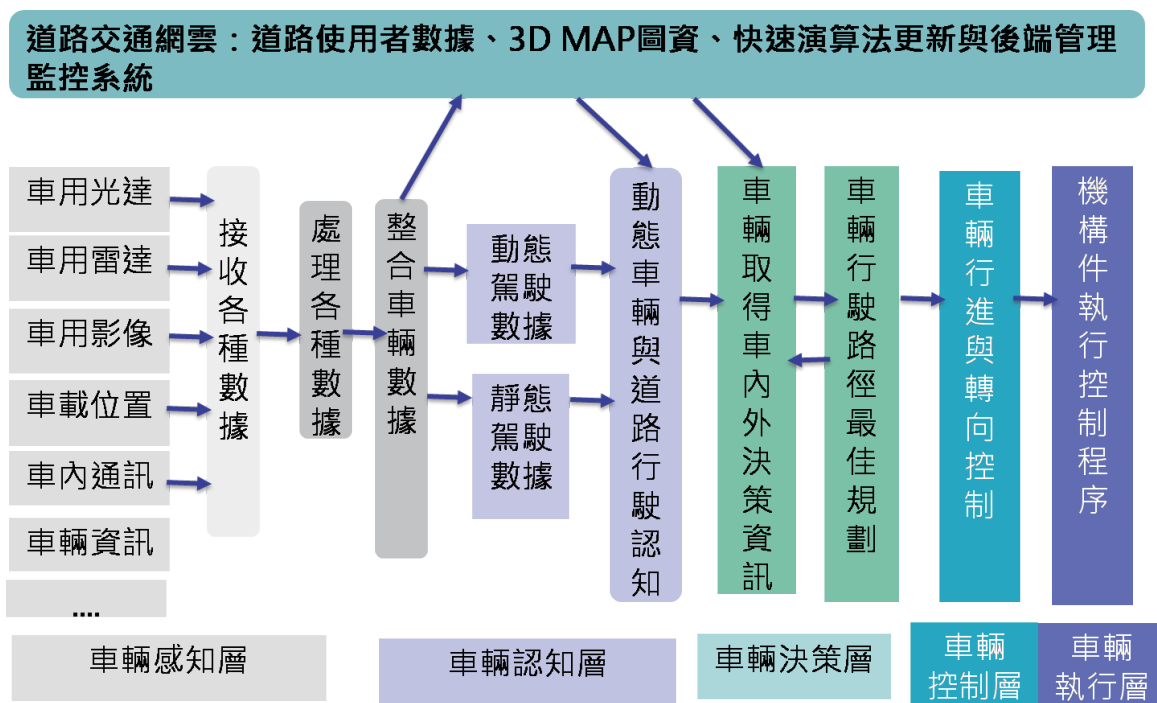 道路交通網雲：道路使用者數據、3D MAP圖資、快速演算法更新與後端管理
監控系統
車用光達
車用雷達
車用影像
車載位置
車內通訊
車輛資訊
....
接收各種數據
處理各種數據
整合車輛數據
動態
駕駛
數據
靜態
駕駛
數據
動態車輛與道路行駛認知
車輛取得車內外決策資訊
車輛行駛路徑最佳規劃
車輛行進與轉向控制
機構件執行控制程序
車輛感知層
車輛認知層
車輛決策層
車輛
控制層
車輛
執行層